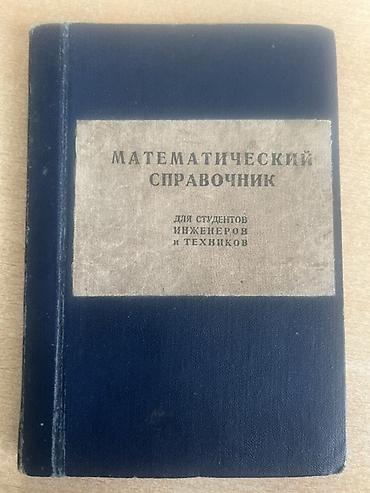 МАТЕМАТИЧЕСКИЙ
СПРАВОЧНИК
ДЛЯ СТУДЕНТОВ
ИНЖЕНЕРОВ
и ТЕХНИКОВ